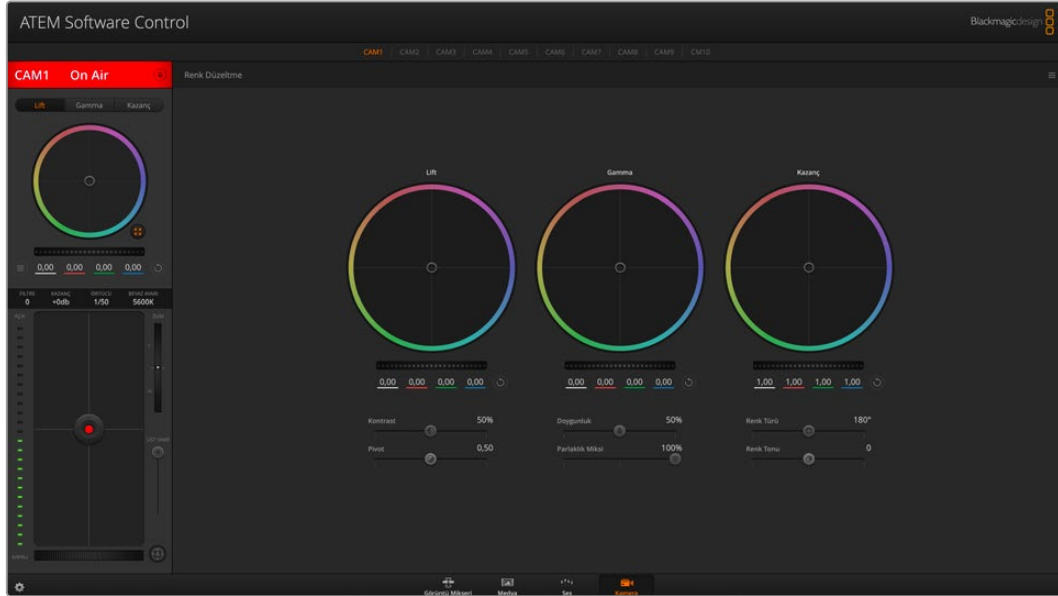 ATEM Software Control
Blackmagicdesign
CAM1 CAM2 CAM3 CAM4 CAM5 CAM6 CAM7 CAM8 CAM9 CM10
CAM1 On Air
Renk Düzeltme
Lift Gamma Kazanç
Lift Gamma Kazanç
0,00 0,00 0,00 0,00
FİLTRE KAZANÇ ÖRTÜCÜ BEYAZ AYARI
0 +0db 1/50 5600K
AÇIK ZUM
0,00 0,00 0,00 0,00 0,00 0,00 0,00 0,00 1,00 1,00 1,00 1,00
Kontrast 50% Doygunluk 50% Renk Türü 180°
Pivot 0,50 Parlaklık Miksi 100% Renk Tonu 0
KAPALI
Görüntü Mikseri Medya Ses Kamera